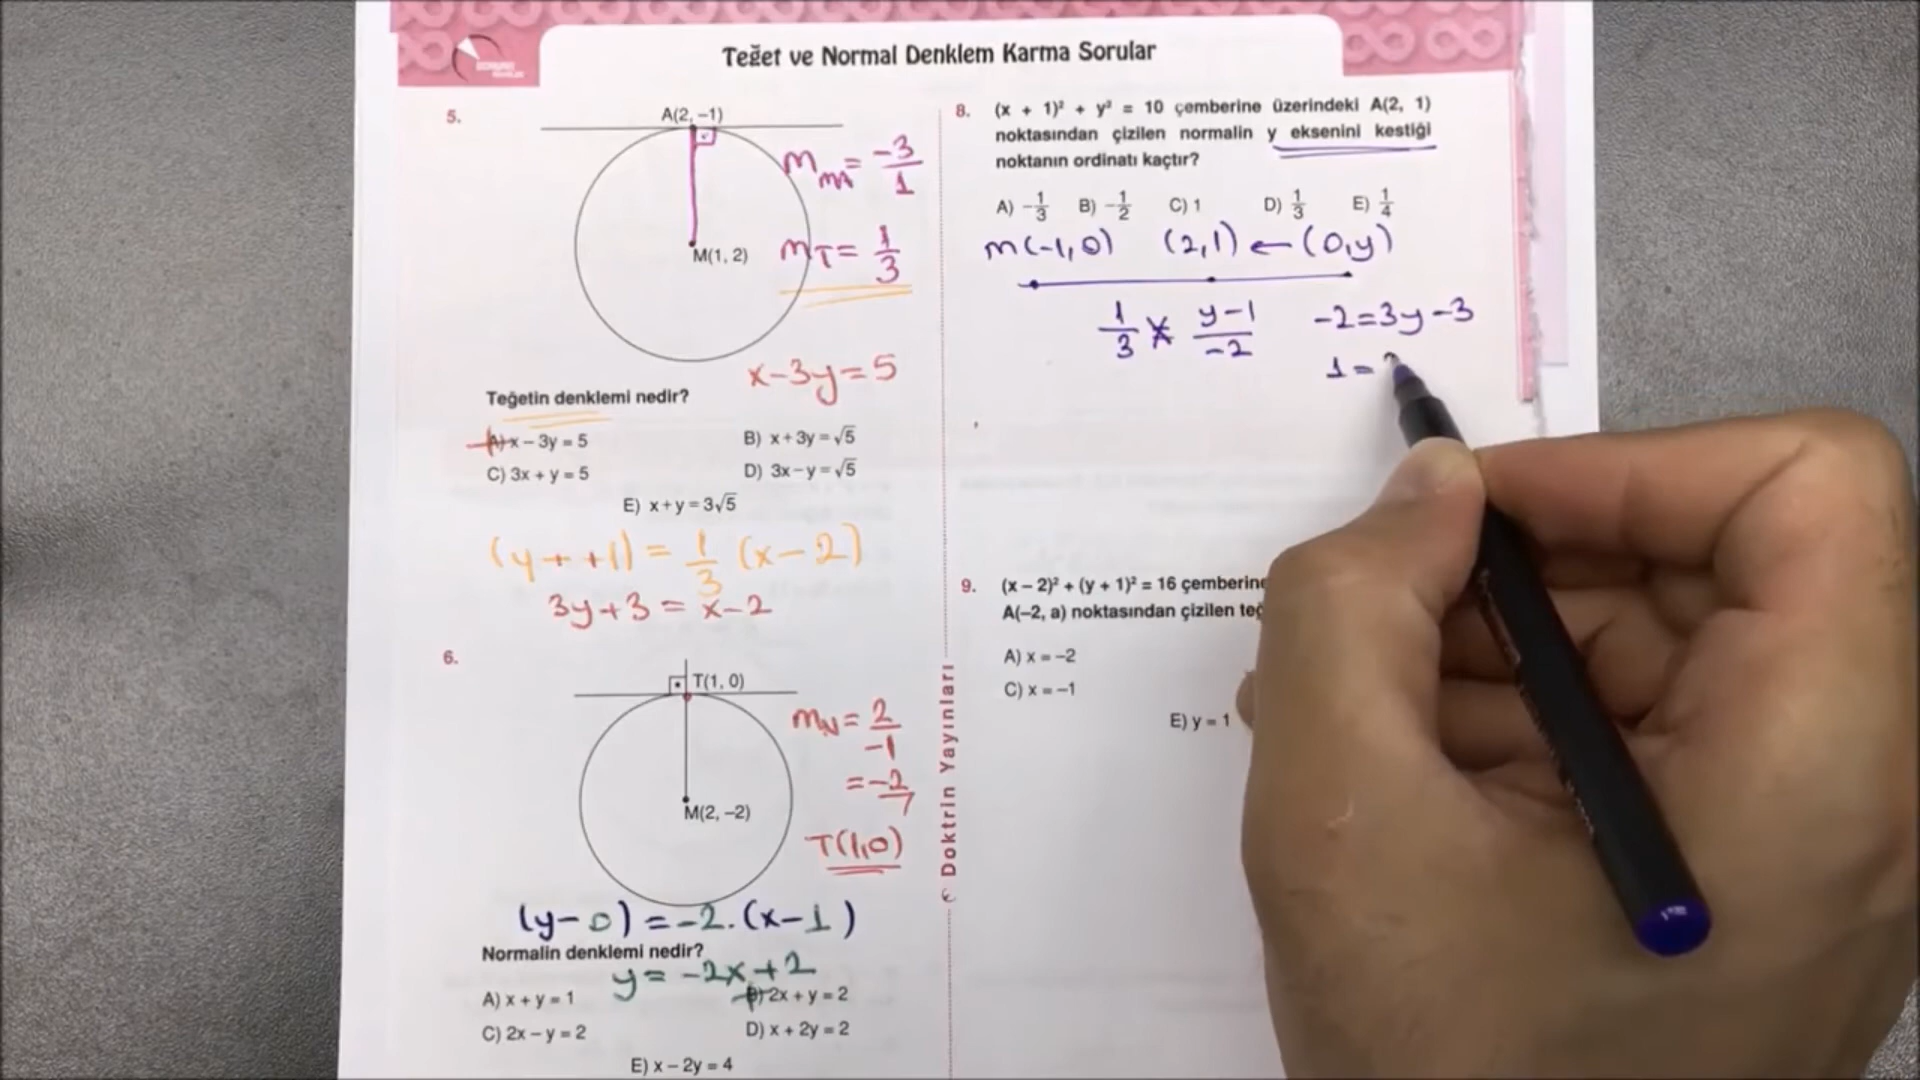 Teğet ve Normal Denklem Karma Sorular
5.
A(2, −1)
M(1, 2)
m_MA = −3/1
m_T = 1/3
x−3y=5
Teğetin denklemi nedir?
A) x − 3y = 5
B) x + 3y = √5
C) 3x + y = 5
D) 3x − y = √5
E) x + y = 3√5
(y++1) = 1/3 (x−2)
3y+3 = x−2
6.
T(1, 0)
M(2, −2)
m_N = 2/−1
= −2
T(1,0)
(y−0) = −2.(x−1)
Normalin denklemi nedir?
y = −2x+2
A) x + y = 1
B) 2x + y = 2
C) 2x − y = 2
D) x + 2y = 2
E) x − 2y = 4
Doktrin Yayınları
8. (x + 1)² + y² = 10 çemberine üzerindeki A(2, 1)
noktasından çizilen normalin y eksenini kestiği
noktanın ordinatı kaçtır?
A) −1/3 B) −1/2 C) 1 D) 1/3 E) 1/4
m(−1,0) (2,1) ← (0,y)
1/3 y−1/−2
−2=3y−3
1=
9. (x − 2)² + (y + 1)² = 16 çemberin
A(−2, a) noktasından çizilen te
A) x = −2
C) x = −1
E) y = 1